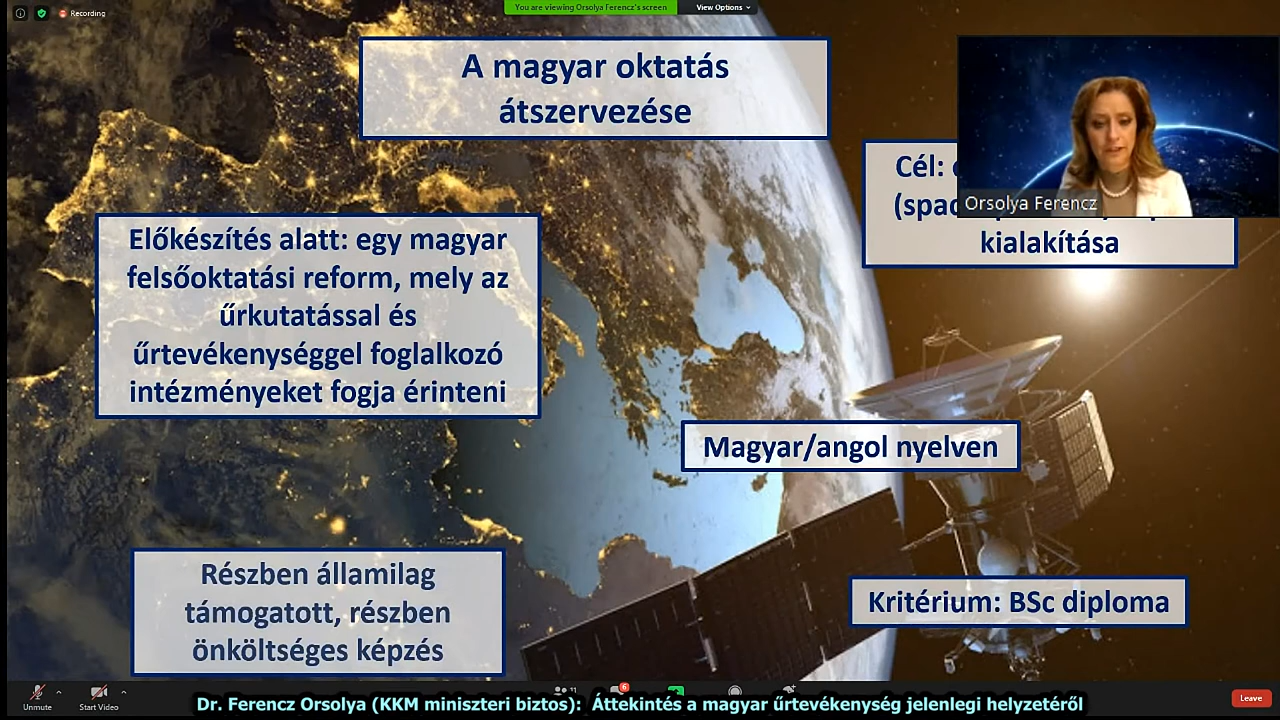 Recording
You are viewing Orsolya Ferencz's screen
View Options
A magyar oktatás
átszervezése
Cél:
(spac
kialakítása
Orsolya Ferencz
Előkészítés alatt: egy magyar
felsőoktatási reform, mely az
űrkutatással és
űrtevékenységgel foglalkozó
intézményeket fogja érinteni
Magyar/angol nyelven
Részben államilag
támogatott, részben
önköltséges képzés
Kritérium: BSc diploma
Unmute
Start Video
11
6
Leave
Dr. Ferencz Orsolya (KKM miniszteri biztos): Áttekintés a magyar űrtevékenység jelenlegi helyzetéről